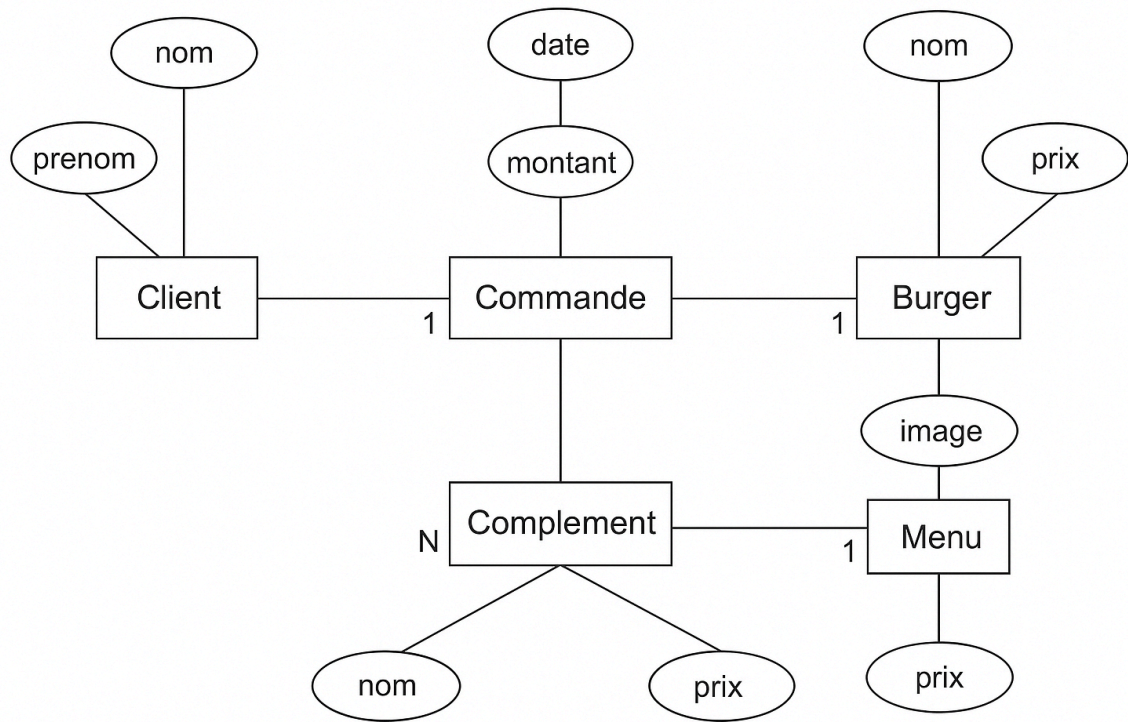 nom
date
nom
prenom
montant
prix
Client
Commande
Burger
1
1
image
Complement
Menu
N
1
nom
prix
prix